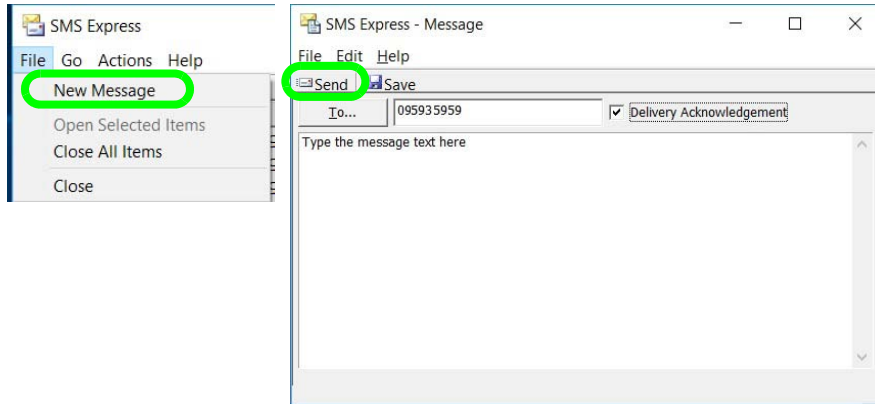 SMS Express
File Go Actions Help
New Message
Open Selected Items
Close All Items
Close
SMS Express - Message
File Edit Help
Send Save
To... 095935959 Delivery Acknowledgement
Type the message text here